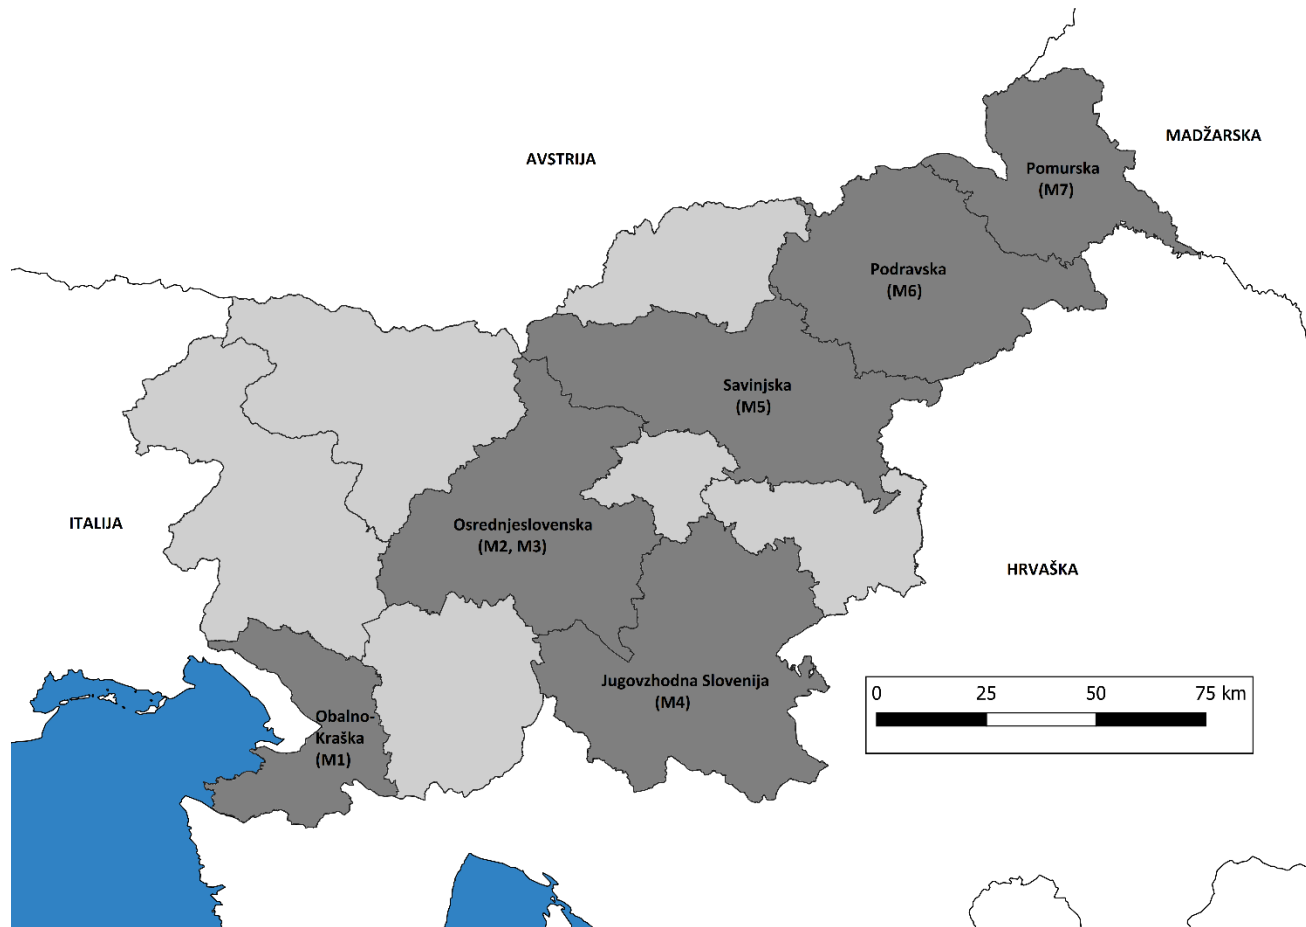 AVSTRIJA
MADŽARSKA
Pomurska
(M7)
Podravska
(M6)
Savinjska
(M5)
ITALIJA
Osrednjeslovenska
(M2, M3)
HRVAŠKA
Jugovzhodna Slovenija
(M4)
Obalno-
Kraška
(M1)
0 25 50 75 km